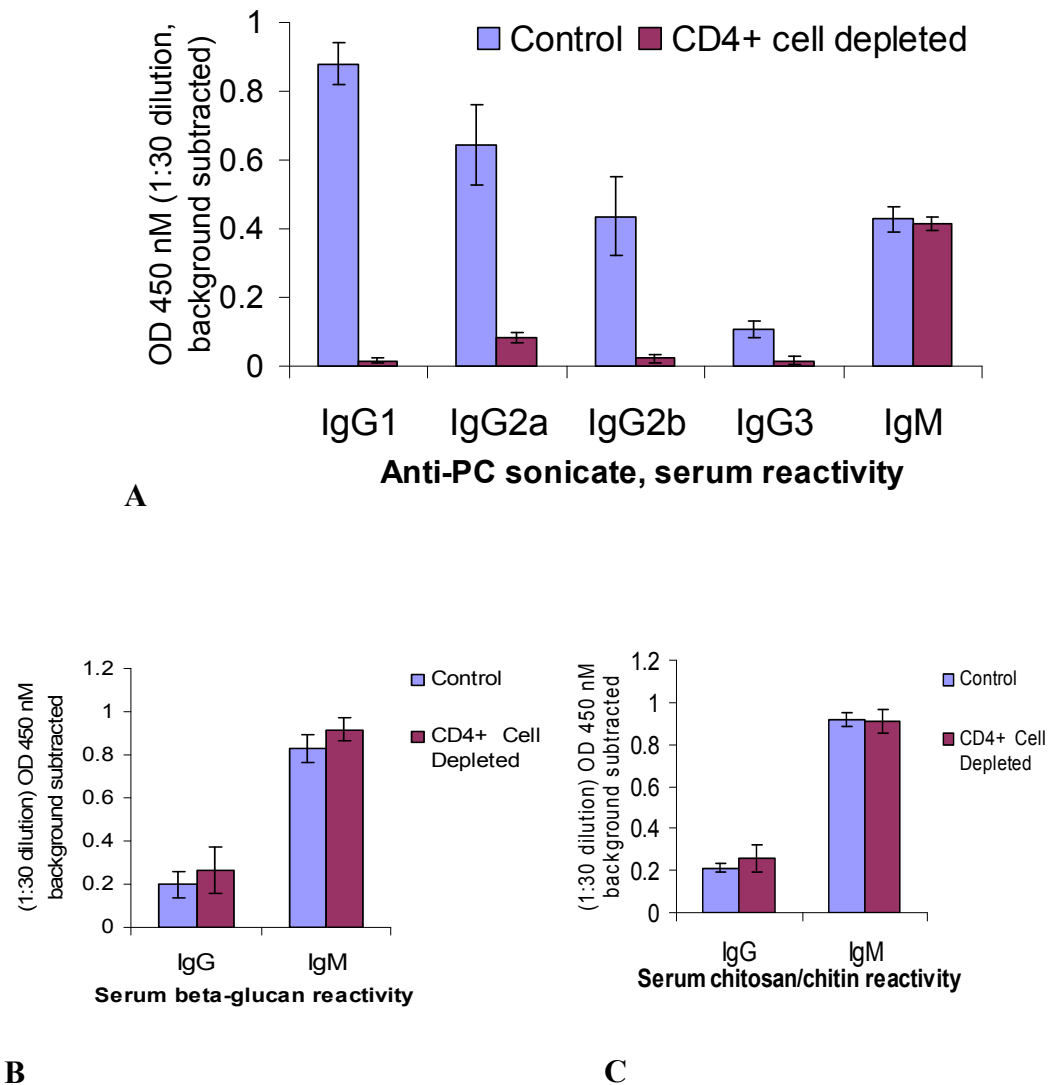 OD 450 nM (1:30 dilution,
background subtracted)
1
0.8
0.6
0.4
0.2
0
Control
CD4+ cell depleted
IgG1 IgG2a IgG2b IgG3 IgM
Anti-PC sonicate, serum reactivity
A
(1:30 dilution) OD 450 nM
background subtracted
1.2
1
0.8
0.6
0.4
0.2
0
Control
CD4+ Cell
Depleted
IgG IgM
Serum beta-glucan reactivity
B
(1:30 dilution) OD 450 nM
background subtracted
1.2
1
0.8
0.6
0.4
0.2
0
Control
CD4+ Cell
Depleted
IgG IgM
Serum chitosan/chitin reactivity
C